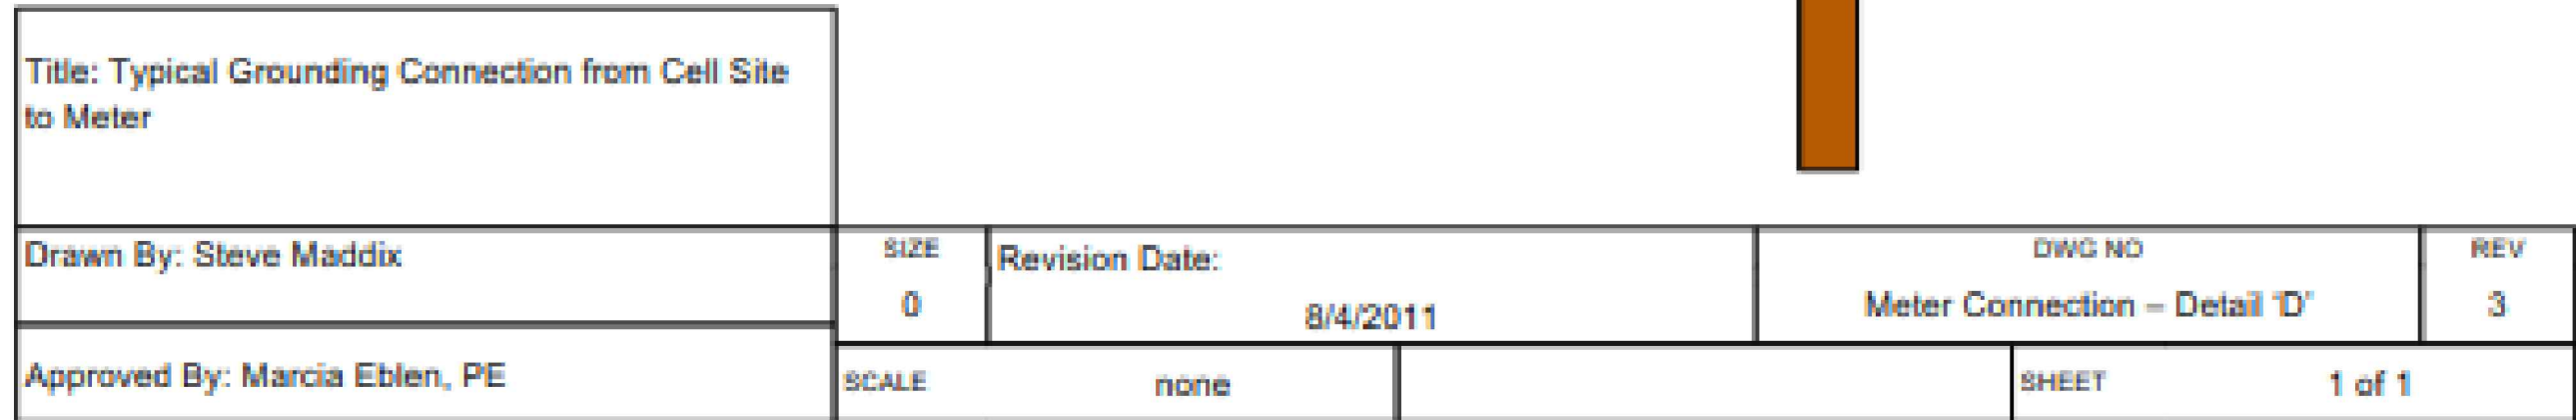 Title: Typical Grounding Connection from Cell Site
to Meter
Drawn By: Steve Maddix
SIZE
0
Revision Date:
8/4/2011
DWG NO
Meter Connection – Detail 'D'
REV
3
Approved By: Marcia Eblen, PE
SCALE none
SHEET 1 of 1